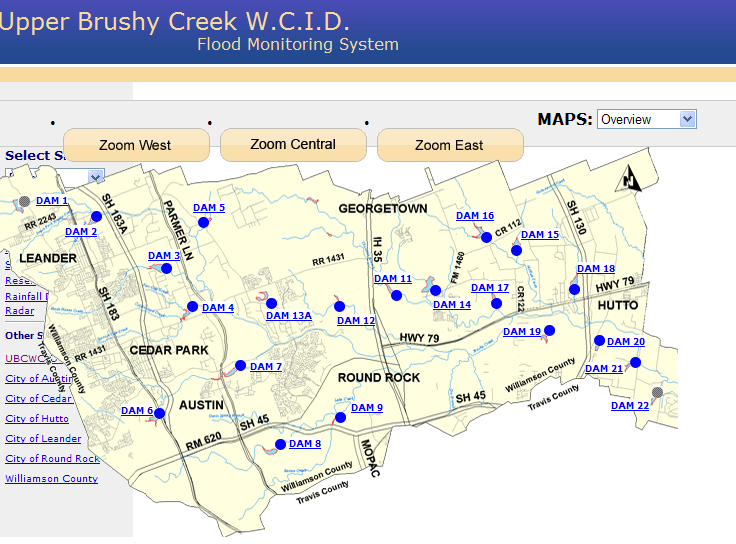 Upper Brushy Creek W.C.I.D.
Flood Monitoring System
MAPS: Overview
Zoom West
Zoom Central
Zoom East
Select
DAM 1
RR 2243
SH 183A
PARMER LN
DAM 5
GEORGETOWN
DAM 16
CR 112
SH 130
DAM 2
DAM 15
LEANDER
DAM 3
RR 1431
IH 35
FM 1460
DAM 18
DAM 11
DAM 17
HWY 79
Rainfall
Radar
SH 183
DAM 4
DAM 13A
DAM 12
DAM 14
CR122
HUTTO
Other
HWY 79
DAM 19
DAM 20
UBCWC
RR 1431
Williamson County
Travis County
CEDAR PARK
DAM 7
ROUND ROCK
DAM 21
Williamson County
Travis County
City of Austin
City of Cedar
City of Hutto
City of Leander
City of Round Rock
Williamson County
DAM 6
AUSTIN
DAM 9
SH 45
DAM 22
SH 45
RM 620
DAM 8
MOPAC
Williamson County
Travis County